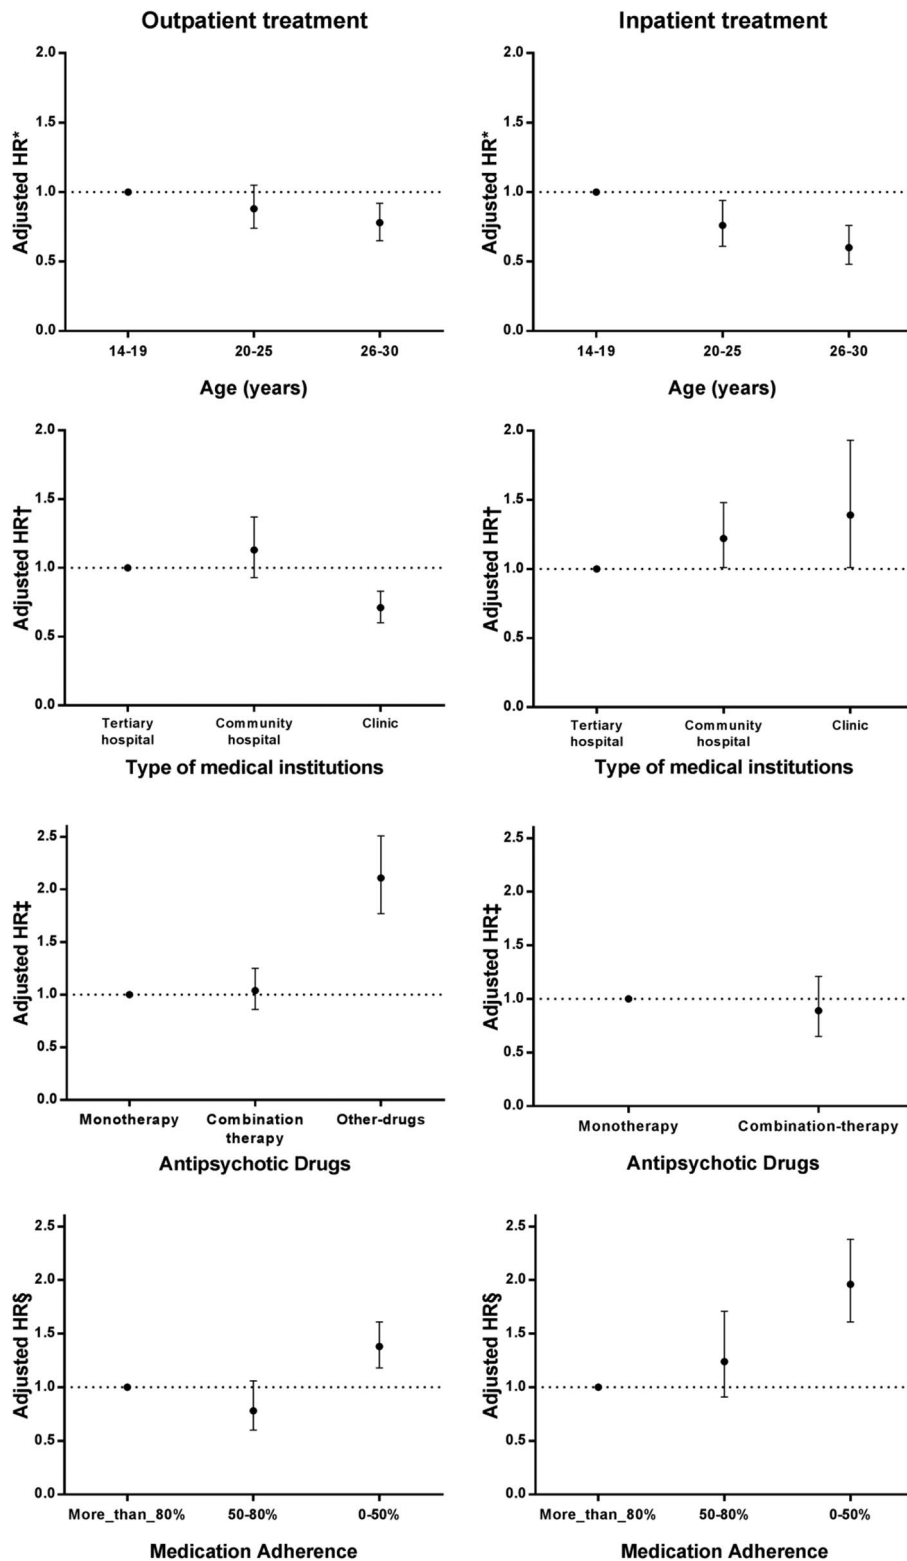 Outpatient treatment
Inpatient treatment
2.0
1.5
1.0
0.5
0.0
Adjusted HR*
14-19
20-25
26-30
Age (years)
2.0
1.5
1.0
0.5
0.0
Adjusted HR*
14-19
20-25
26-30
Age (years)
2.0
1.5
1.0
0.5
0.0
Adjusted HR†
Tertiary
hospital
Community
hospital
Clinic
Type of medical institutions
2.0
1.5
1.0
0.5
0.0
Adjusted HR†
Tertiary
hospital
Community
hospital
Clinic
Type of medical institutions
2.5
2.0
1.5
1.0
0.5
0.0
Adjusted HR‡
Monotherapy
Combination
therapy
Other-drugs
Antipsychotic Drugs
2.5
2.0
1.5
1.0
0.5
0.0
Adjusted HR‡
Monotherapy
Combination-therapy
Antipsychotic Drugs
2.5
2.0
1.5
1.0
0.5
0.0
Adjusted HR§
More_than_80%
50-80%
0-50%
Medication Adherence
2.5
2.0
1.5
1.0
0.5
0.0
Adjusted HR§
More_than_80%
50-80%
0-50%
Medication Adherence